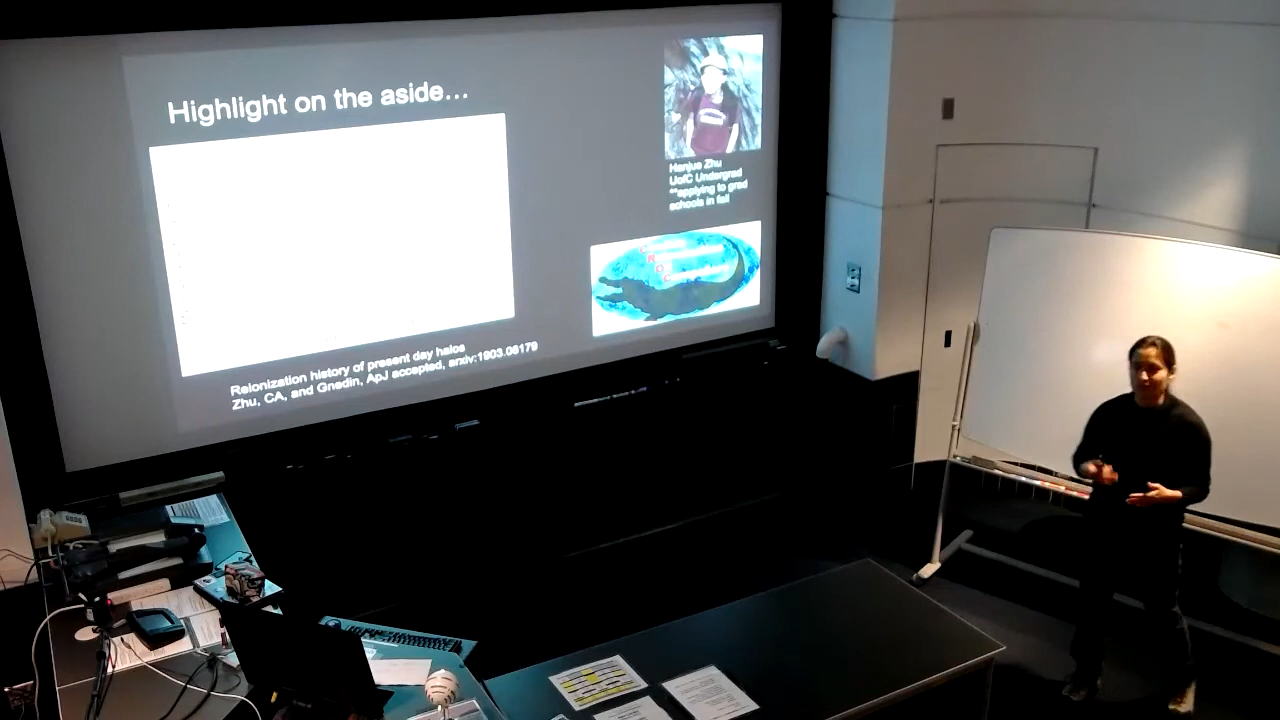 Highlight on the aside...
Hanjue Zhu
UofC Undergrad
**applying to grad
schools in fall
Reionization history of present day halos
Zhu, CA, and Gnedin, ApJ accepted, arxiv:1903.06179